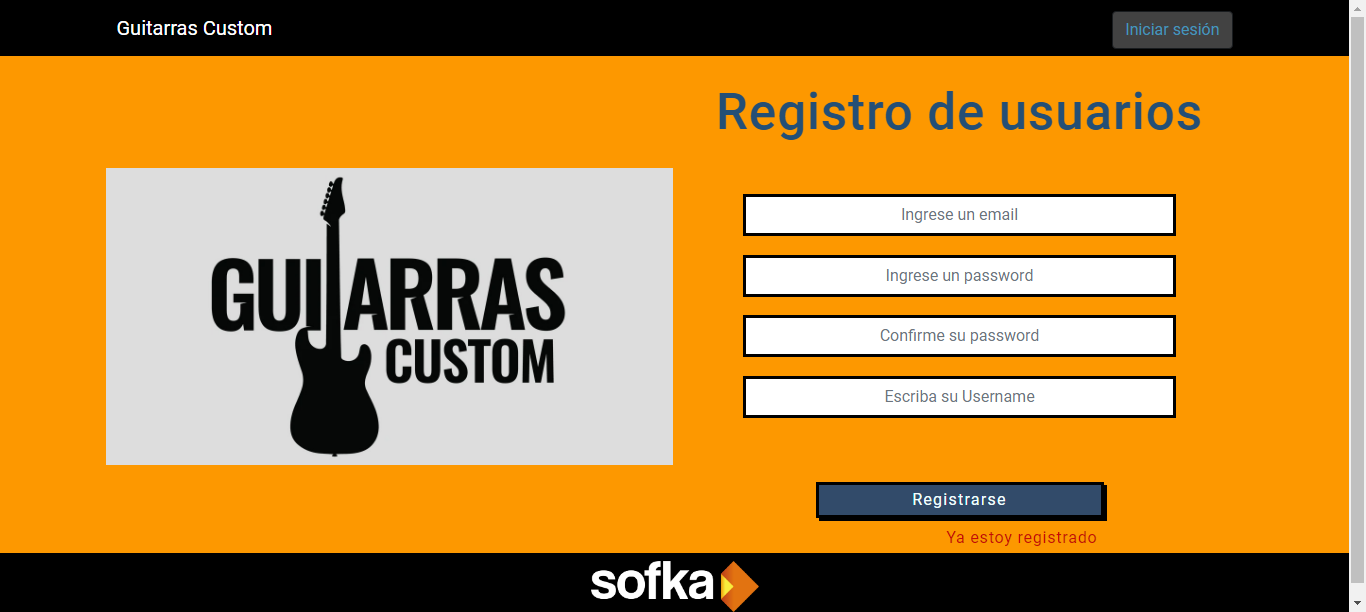 Guitarras Custom
Iniciar sesión
Registro de usuarios
GUITARRAS
CUSTOM
Ingrese un email
Ingrese un password
Confirme su password
Escriba su Username
Registrarse
Ya estoy registrado
sofka